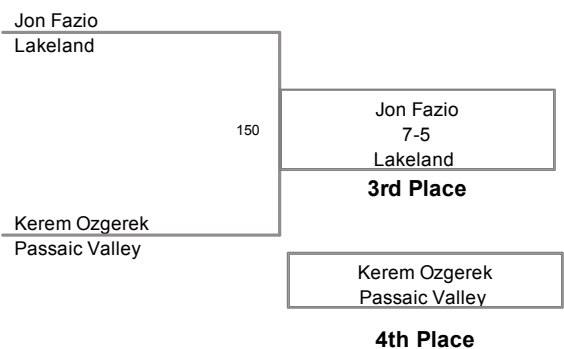 Jon Fazio
Lakeland
150
Jon Fazio
7-5
Lakeland
3rd Place
Kerem Ozgerek
Passaic Valley
Kerem Ozgerek
Passaic Valley
4th Place